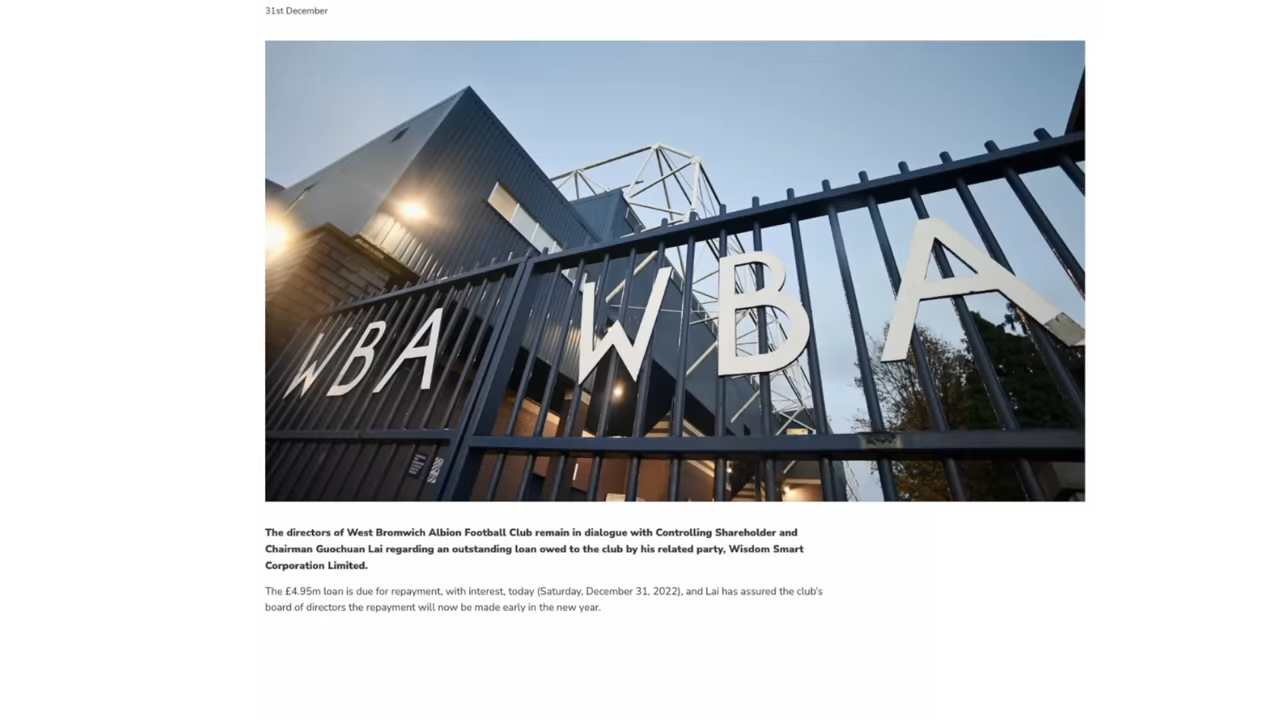 31st December
WBA
WBA
The directors of West Bromwich Albion Football Club remain in dialogue with Controlling Shareholder and
Chairman Guochuan Lai regarding an outstanding loan owed to the club by his related party, Wisdom Smart
Corporation Limited.
The £4.95m loan is due for repayment, with interest, today (Saturday, December 31, 2022), and Lai has assured the club's
board of directors the repayment will now be made early in the new year.